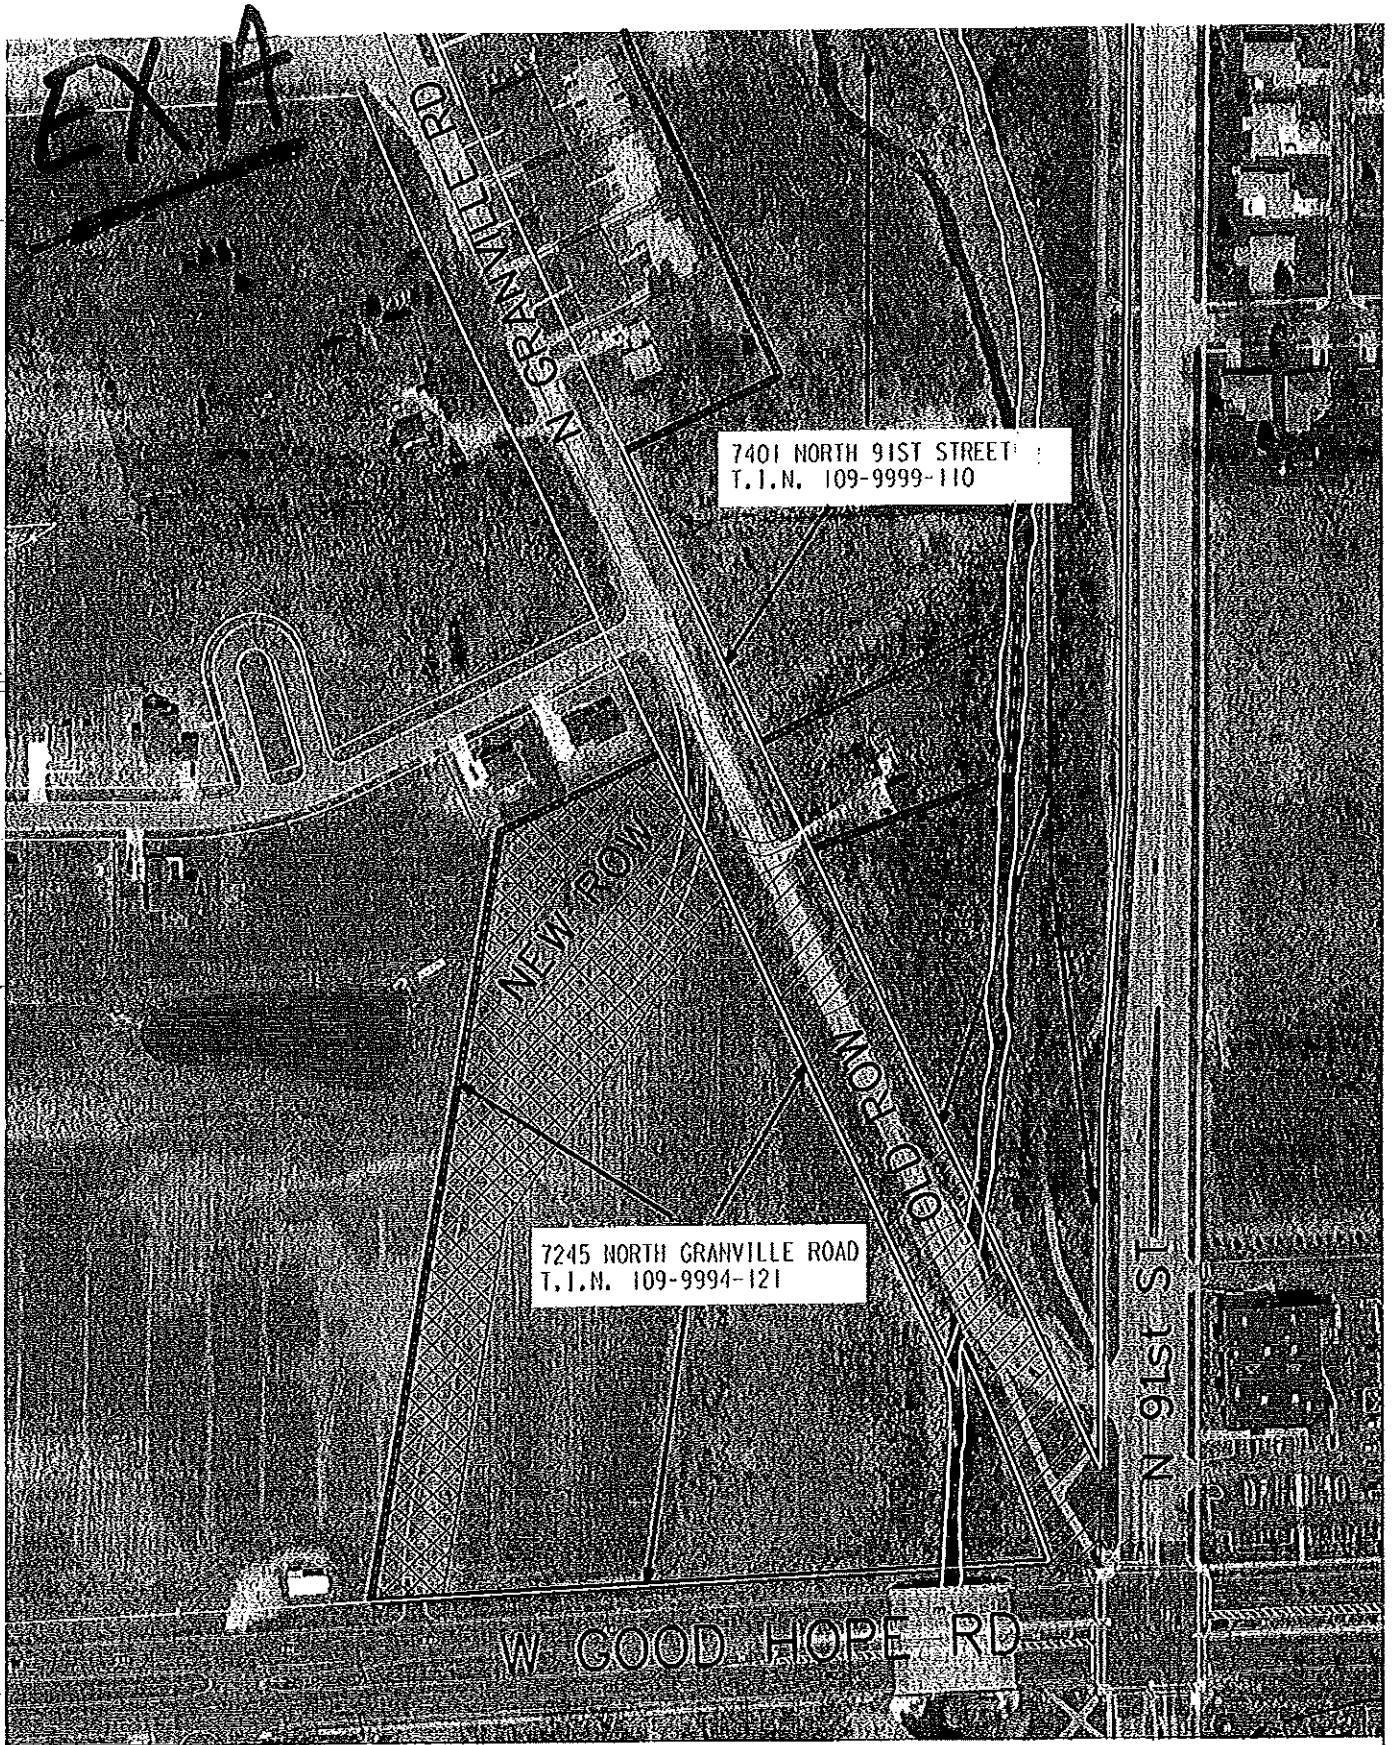 EXA
N GRANVILLE RD
7401 NORTH 91ST STREET
T.I.N. 109-9999-110
NEW ROW
OLD ROW
7245 NORTH GRANVILLE ROAD
T.I.N. 109-9994-121
N 91st ST
W GOOD HOPE RD